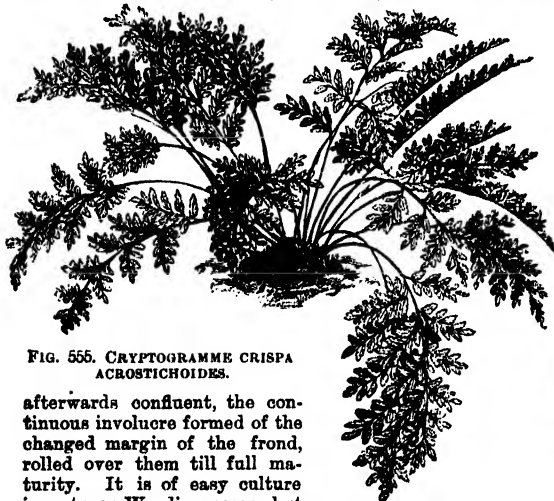 FIG. 555. CRYPTOGRAMME CRISPA
ACROSTICHOIDES.
afterwards confluent, the con-
tinuous involucre formed of the
changed margin of the frond,
rolled over them till full ma-
turity. It is of easy culture